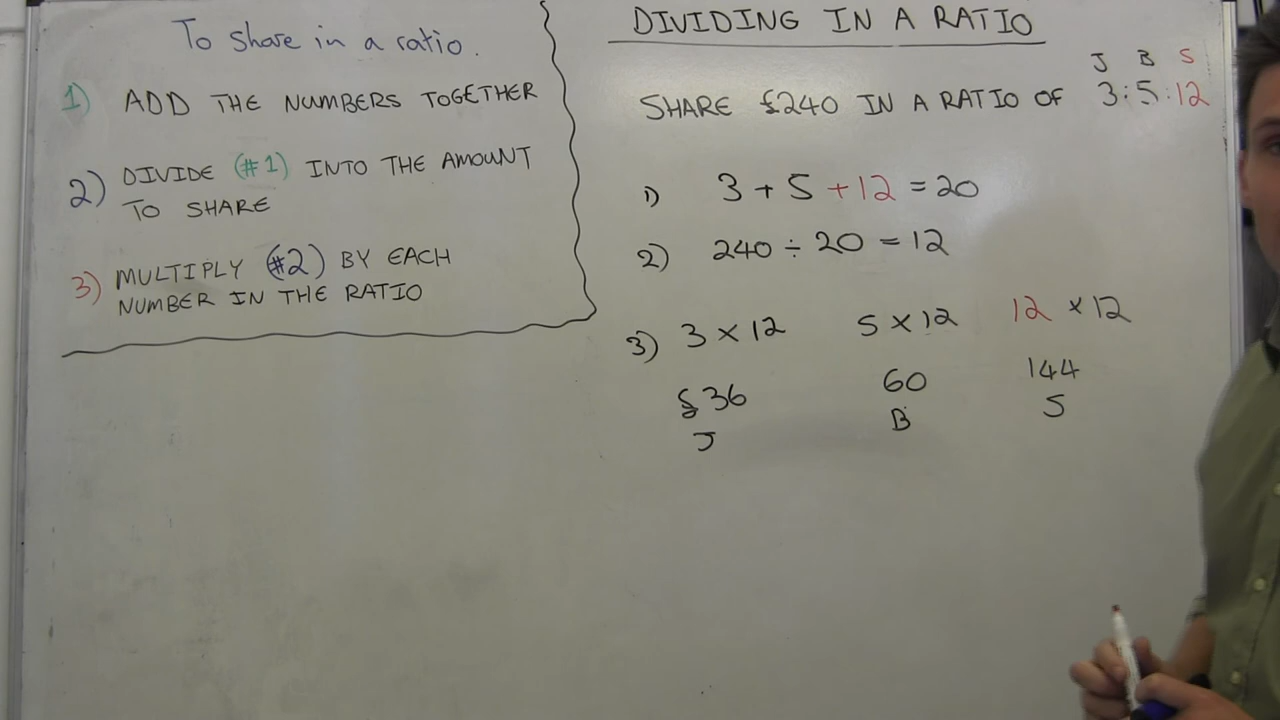 To share in a ratio.
1) ADD THE NUMBERS TOGETHER
2) DIVIDE (#1) INTO THE AMOUNT
TO SHARE
3) MULTIPLY (#2) BY EACH
NUMBER IN THE RATIO
DIVIDING IN A RATIO
J B S
SHARE £240 IN A RATIO OF 3:5:12
1) 3 + 5 + 12 = 20
2) 240 ÷ 20 = 12
3) 3 × 12 5 × 12 12 × 12
£36 60 144
J B S